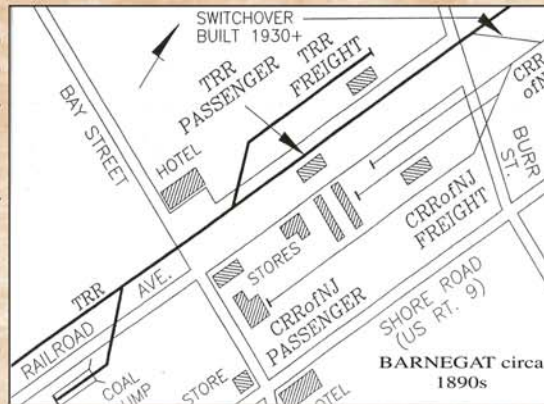 SWITCHOVER
BUILT 1930+
TRR
PASSENGER
TRR
FREIGHT
CRR
BAY STREET
HOTEL
BURR
ST.
CRRofNJ
FREIGHT
STORES
CRRofNJ
PASSENGER
SHORE ROAD
(US RT. 9)
TRR
RAILROAD AVE.
COAL
STORE
BARNEGAT circa
1890s